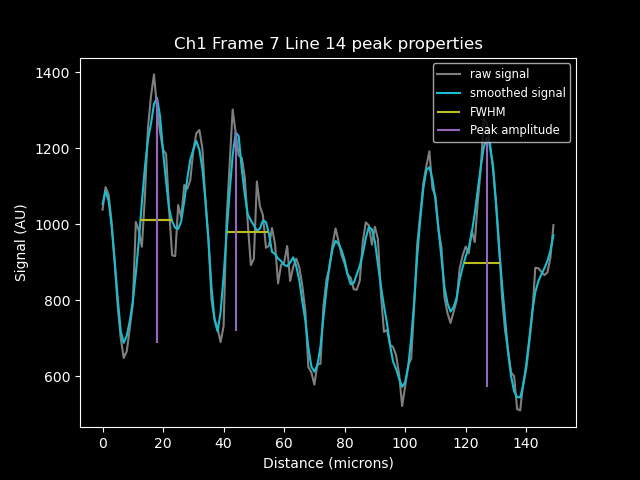 Ch1 Frame 7 Line 14 peak properties
raw signal
smoothed signal
FWHM
Peak amplitude
Signal (AU)
1400
1200
1000
800
600
0 20 40 60 80 100 120 140
Distance (microns)